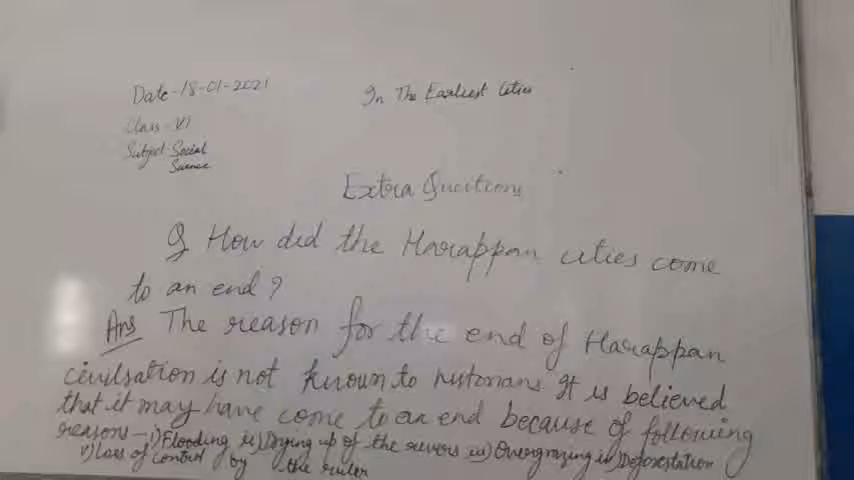 Date-18-01-2021
In The Earliest Cities
Class-VI
Subject-Social
Science
Extra Questions
Q How did the Harappan cities come
to an end?
Ans The reason for the end of Harappan
civilsation is not known to historians. It is believed
that it may have come to an end because of following
reasons-i) Flooding ii) Drying up of the rivers iii) Overgrazing iv) Deforestation
v) Loss of control by the ruler